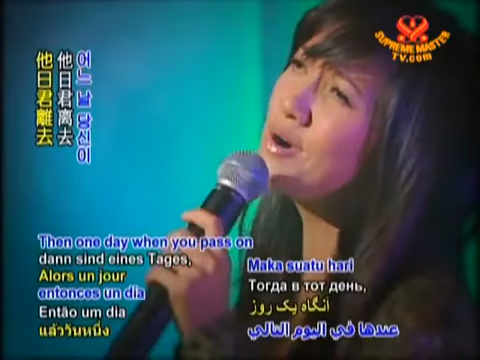 SUPREME MASTER
TV.com
他日君離去
他日君离去
어느 날 당신이
Then one day when you pass on
dann sind eines Tages,
Alors un jour
entonces un dia
Então um dia
แล้ววันหนึ่ง
Maka suatu hari
Тогда в тот день,
آنگاه یک روز
عندها في اليوم التالي